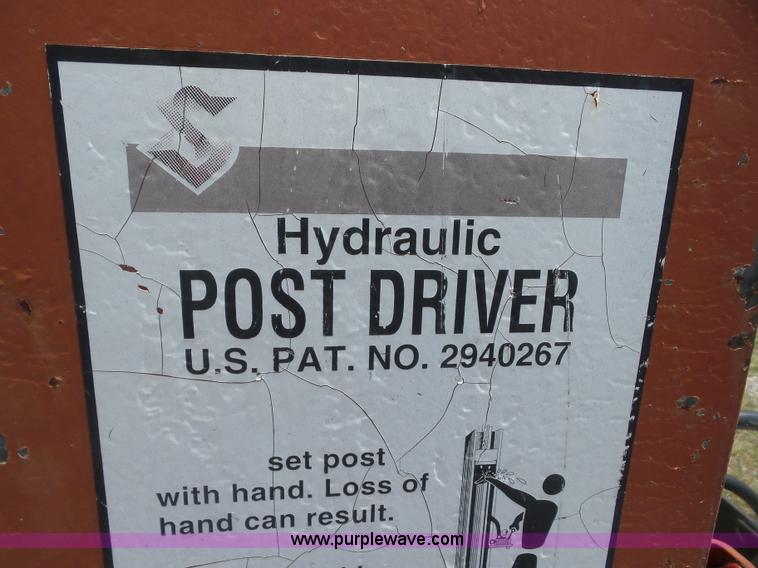 Hydraulic
POST DRIVER
U.S. PAT. NO. 2940267
set post
with hand. Loss of
hand can result.
www.purplewave.com